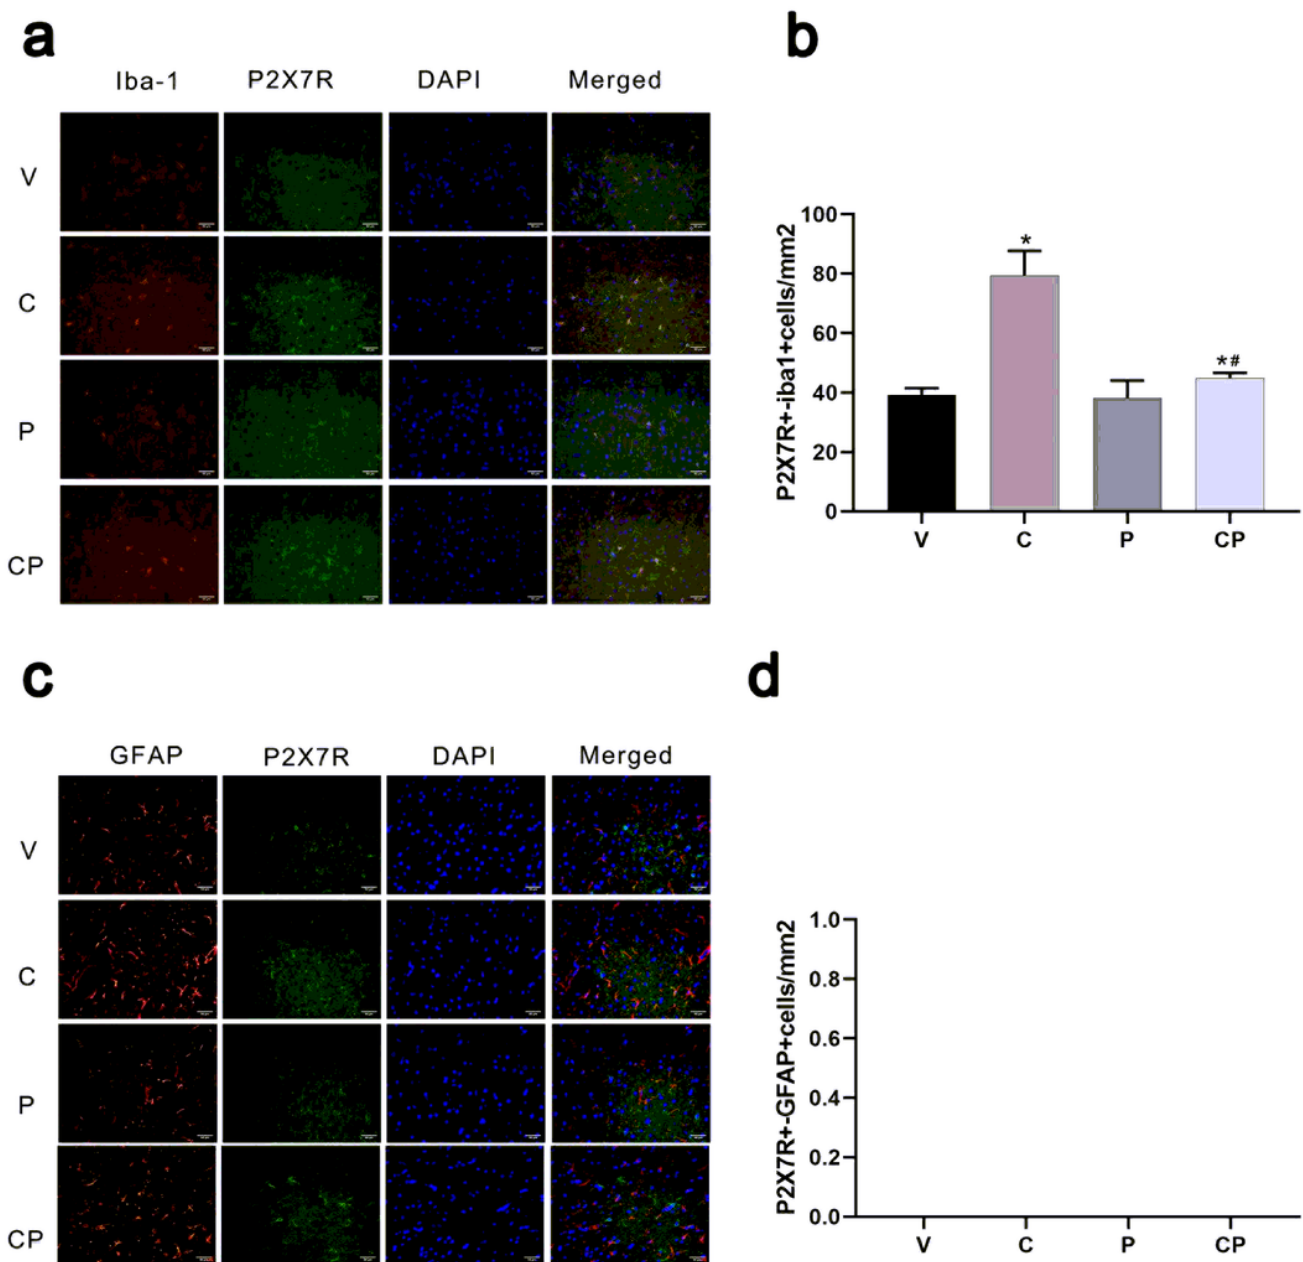 a
Iba-1 P2X7R DAPI Merged
V
C
P
CP
b
P2X7R+-iba1+cells/mm2
100
80
60
40
20
0
*
*#
V C P CP
c
GFAP P2X7R DAPI Merged
V
C
P
CP
d
P2X7R+-GFAP+cells/mm2
1.0
0.8
0.6
0.4
0.2
0.0
V C P CP